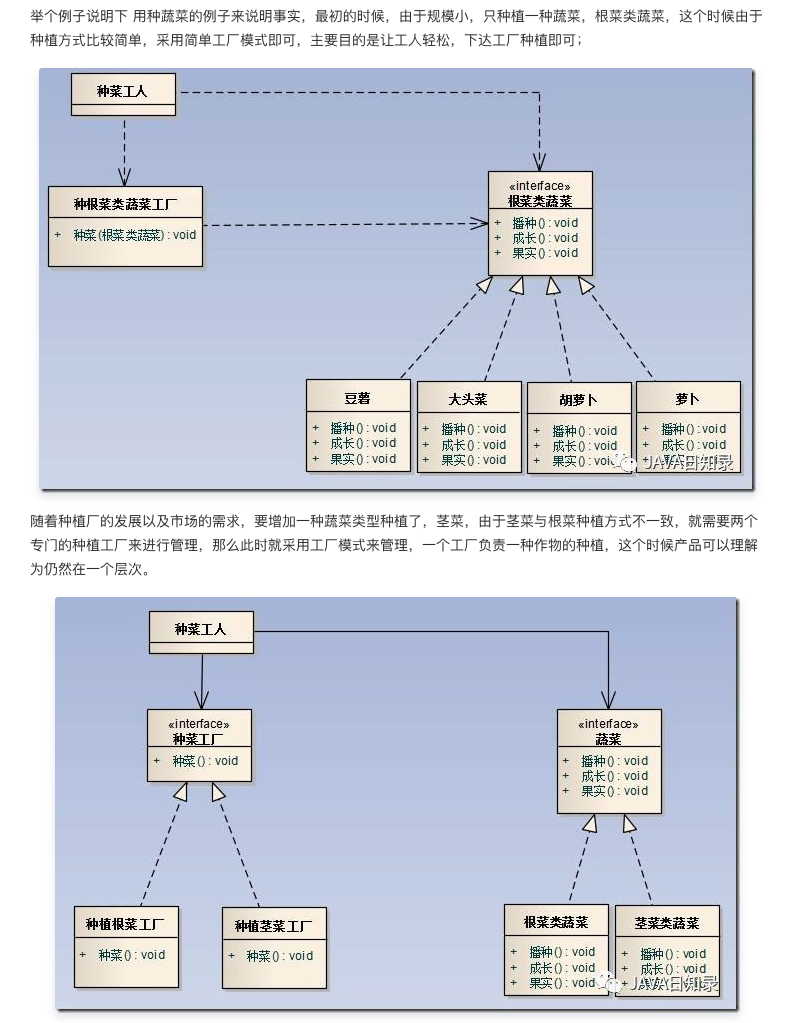 举个例子说明下 用种蔬菜的例子来说明事实，最初的时候，由于规模小，只种植一种蔬菜，根菜类蔬菜，这个时候由于
种植方式比较简单，采用简单工厂模式即可，主要目的是让工人轻松，下达工厂种植即可；
种菜工人
«interface»
根菜类蔬菜
+ 播种() : void
+ 成长() : void
+ 果实() : void
种根菜类蔬菜工厂
+ 种菜(根菜类蔬菜) : void
豆薯
+ 播种() : void
+ 成长() : void
+ 果实() : void
大头菜
+ 播种() : void
+ 成长() : void
+ 果实() : void
胡萝卜
+ 播种() : void
+ 成长() : void
+ 果实() : void
萝卜
+ 播种() : void
+ 成长() : void
JAVA日知录
随着种植厂的发展以及市场的需求，要增加一种蔬菜类型种植了，茎菜，由于茎菜与根菜种植方式不一致，就需要两个
专门的种植工厂来进行管理，那么此时就采用工厂模式来管理，一个工厂负责一种作物的种植，这个时候产品可以理解
为仍然在一个层次。
种菜工人
«interface»
种菜工厂
+ 种菜() : void
«interface»
蔬菜
+ 播种() : void
+ 成长() : void
+ 果实() : void
种植根菜工厂
+ 种菜() : void
种植茎菜工厂
+ 种菜() : void
根菜类蔬菜
+ 播种() : void
+ 成长() : void
+ 果实() : void
茎菜类蔬菜
+ 播种() : void
+ 成长() : void
JAVA日知录